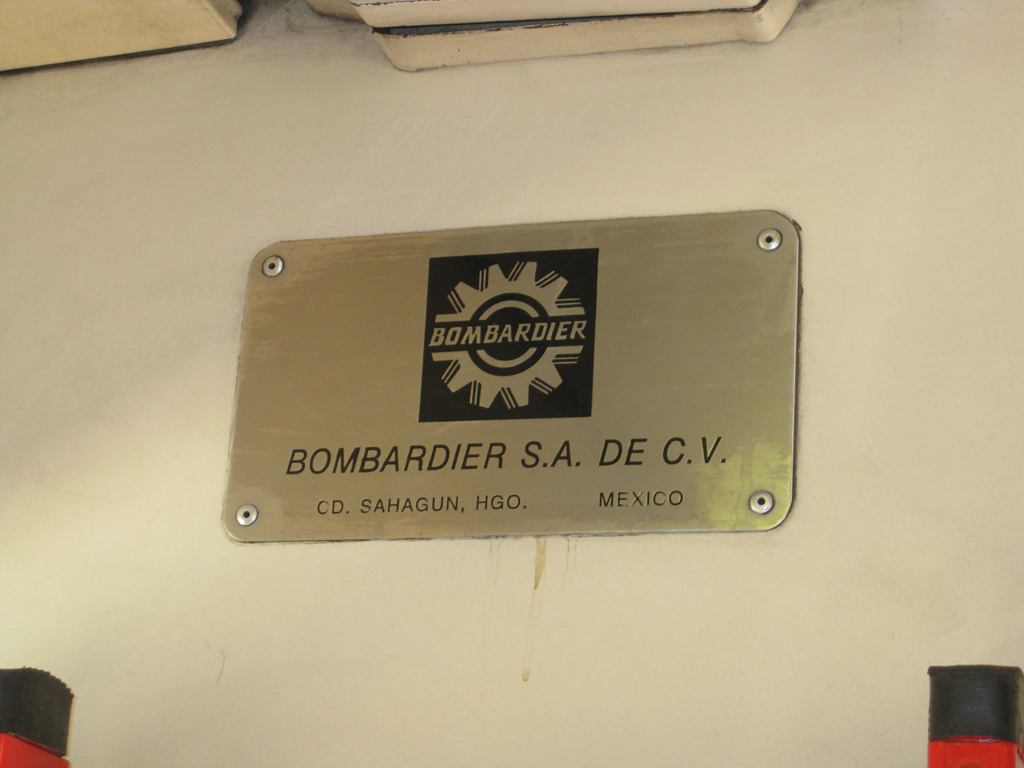 BOMBARDIER
BOMBARDIER S.A. DE C.V.
CD. SAHAGUN, HGO. MEXICO